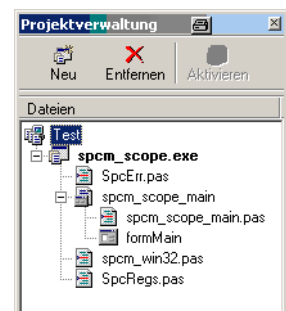 Projektverwaltung
Neu Entfernen Aktivieren
Dateien
Test
spcm_scope.exe
SpcErr.pas
spcm_scope_main
spcm_scope_main.pas
formMain
spcm_win32.pas
SpcRegs.pas